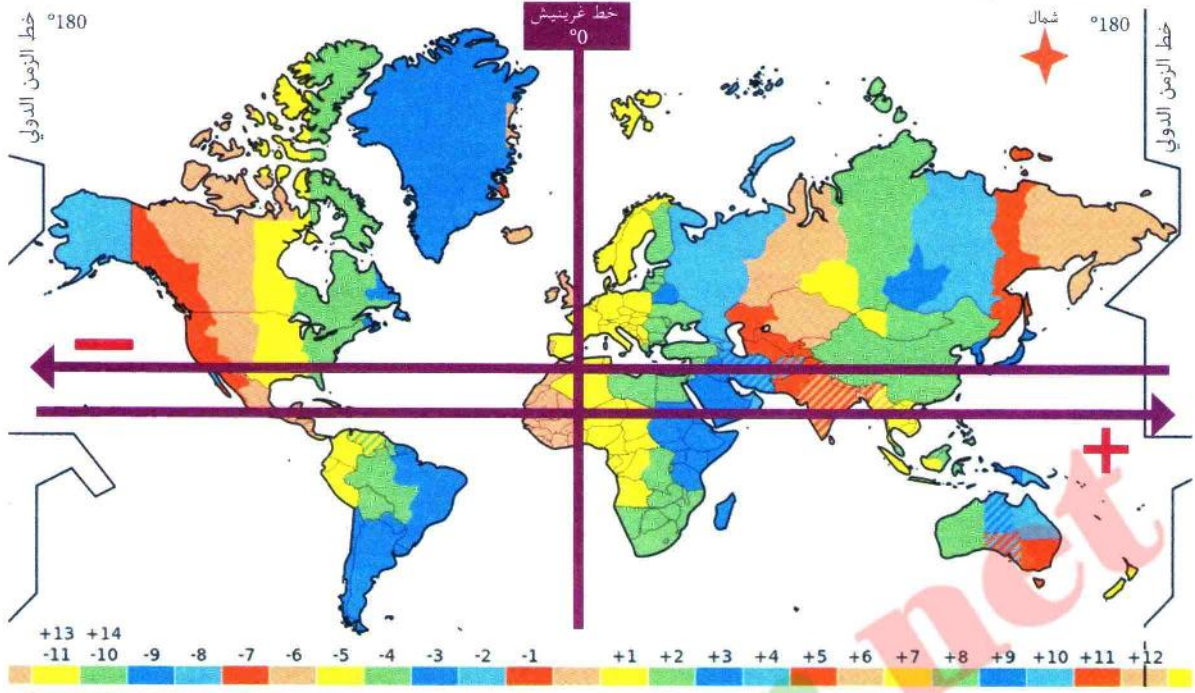 خط غرينيش
°0
°180
خط الزمن الدولي
شمال
°180
خط الزمن الدولي
−
+
+13 +14
-11 -10 -9 -8 -7 -6 -5 -4 -3 -2 -1 +1 +2 +3 +4 +5 +6 +7 +8 +9 +10 +11 +12
net